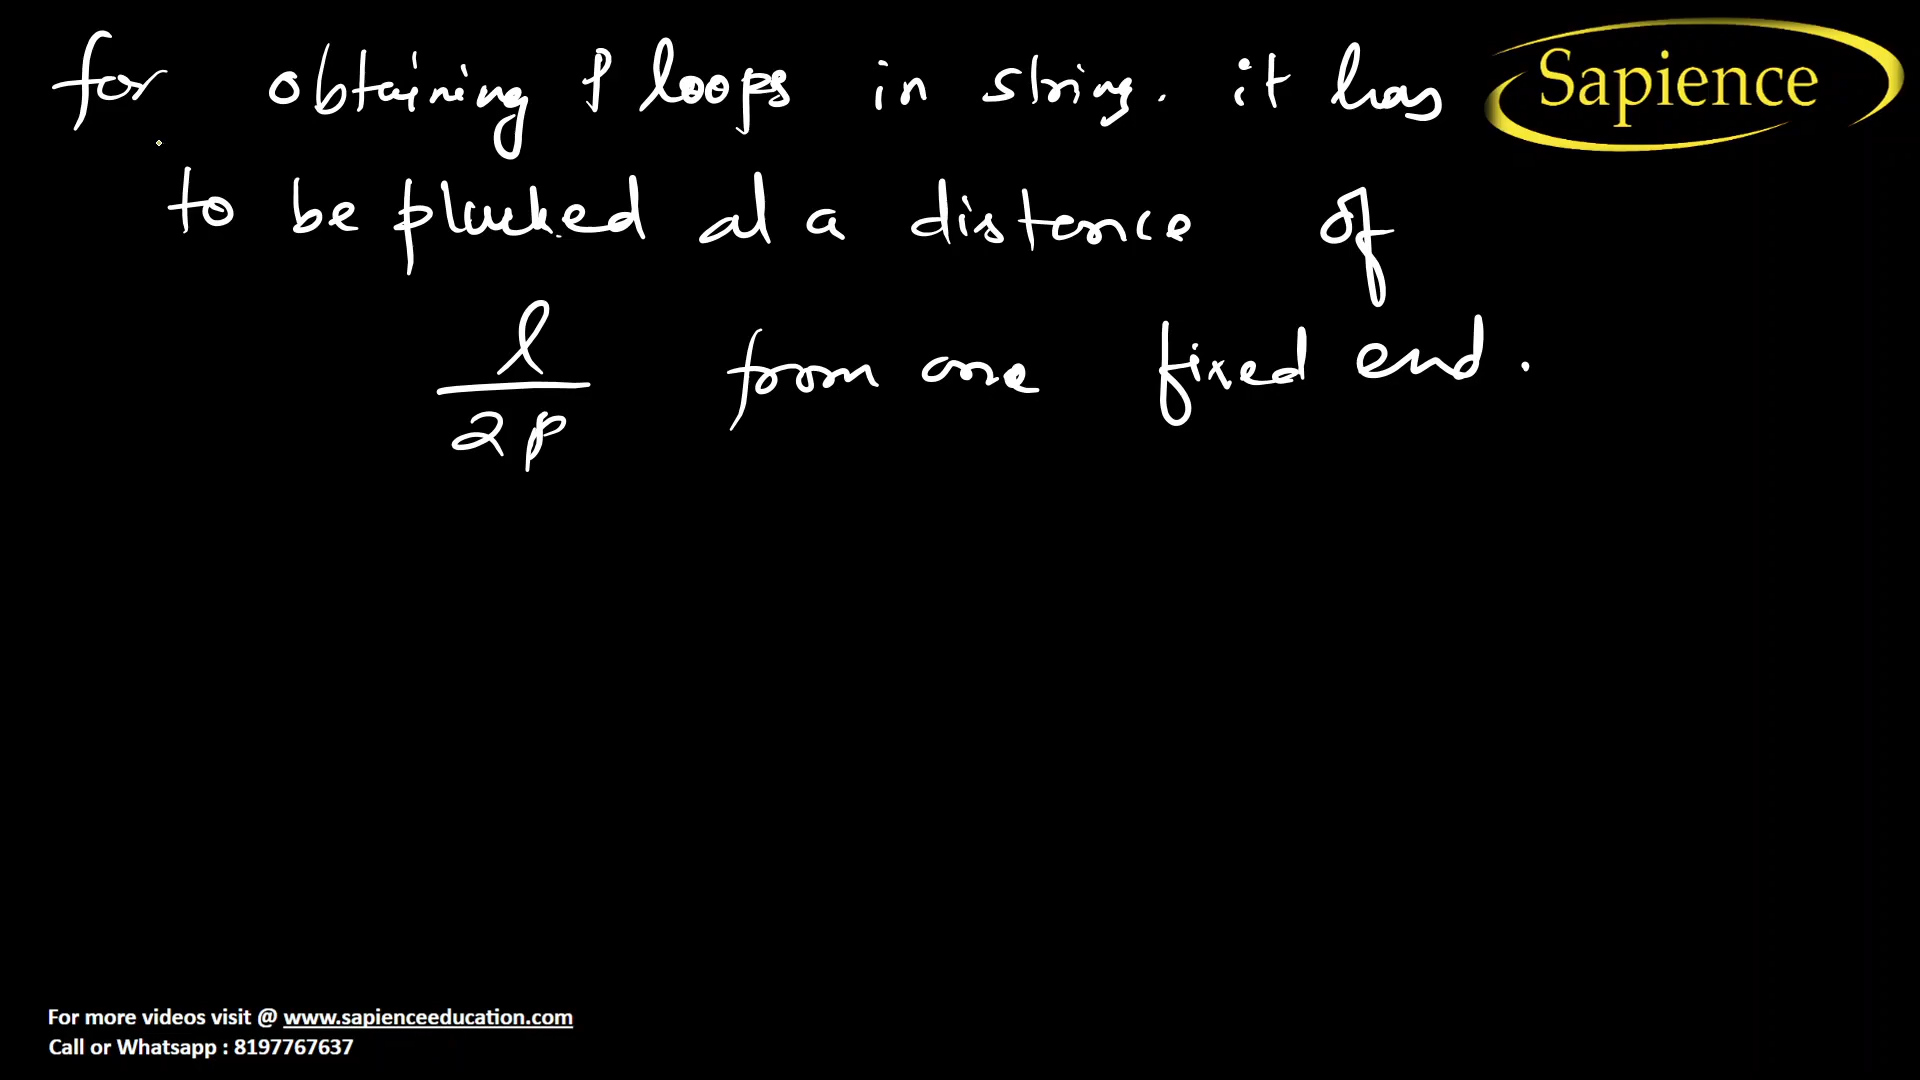 for obtaining p loops in string. it has
Sapience
to be plucked at a distance of
l/2p from one fixed end.
For more videos visit @ www.sapienceeducation.com
Call or Whatsapp : 8197767637